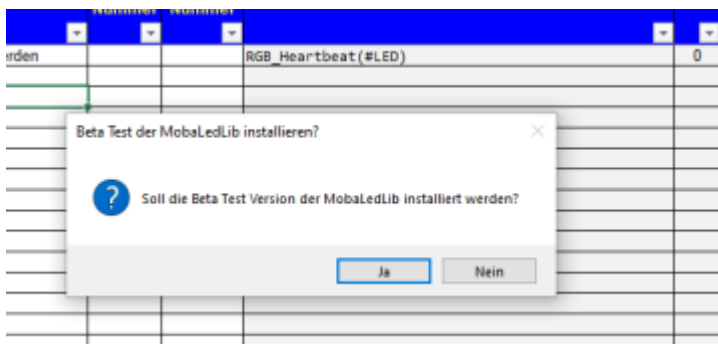 Nummer Nummer
erden
RGB_Heartbeat(#LED)
0
Beta Test der MobaLedLib installieren?
Soll die Beta Test Version der MobaLedLib installiert werden?
Ja
Nein